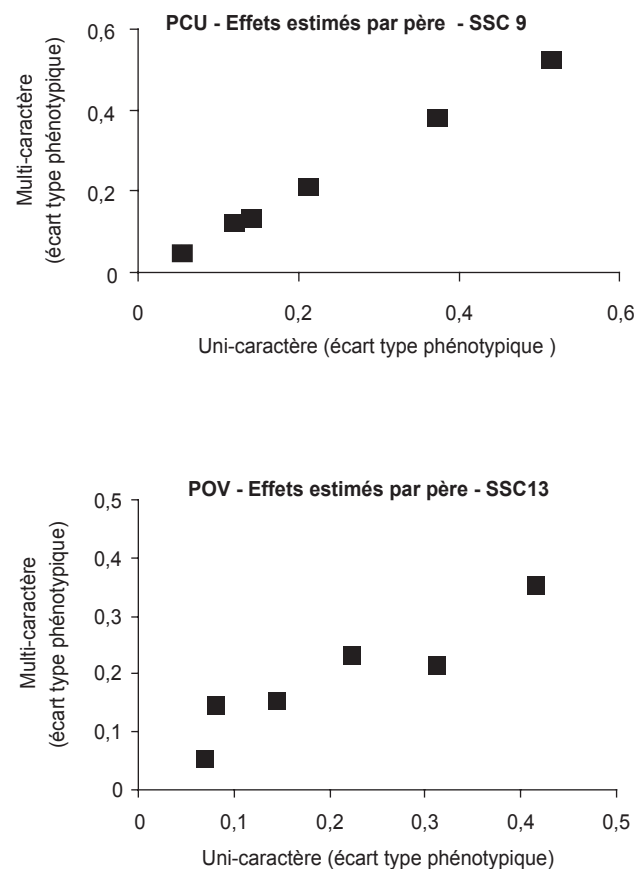 PCU - Effets estimés par père - SSC 9
Multi-caractère
(écart type phénotypique)
0,6
0,4
0,2
0
0 0,2 0,4 0,6
Uni-caractère (écart type phénotypique )
POV - Effets estimés par père - SSC13
Multi-caractère
(écart type phénotypique)
0,5
0,4
0,3
0,2
0,1
0
0 0,1 0,2 0,3 0,4 0,5
Uni-caractère (écart type phénotypique)